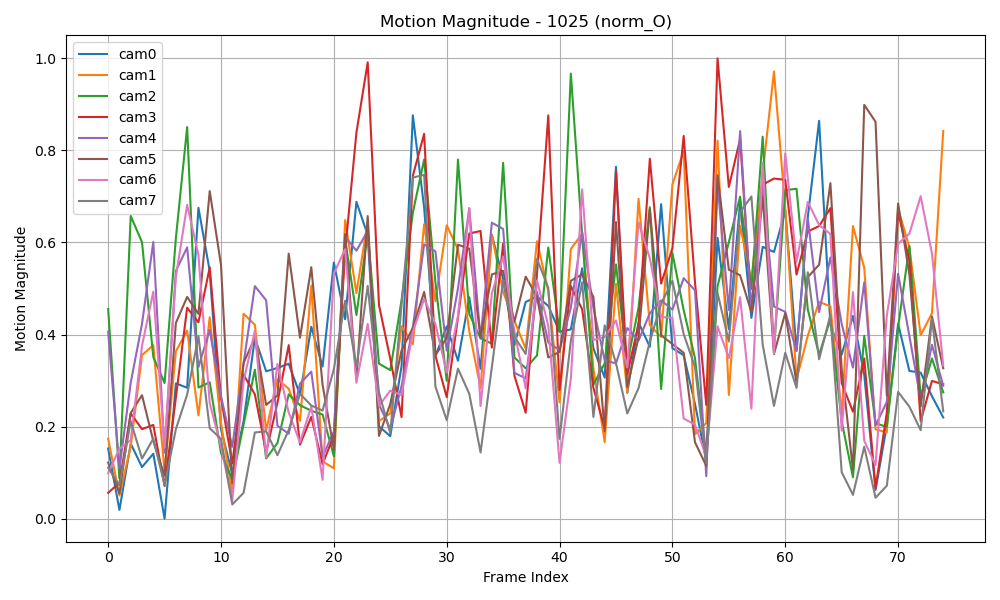 Motion Magnitude - 1025 (norm_O)
cam0
cam1
cam2
cam3
cam4
cam5
cam6
cam7
Motion Magnitude
1.0
0.8
0.6
0.4
0.2
0.0
0 10 20 30 40 50 60 70
Frame Index